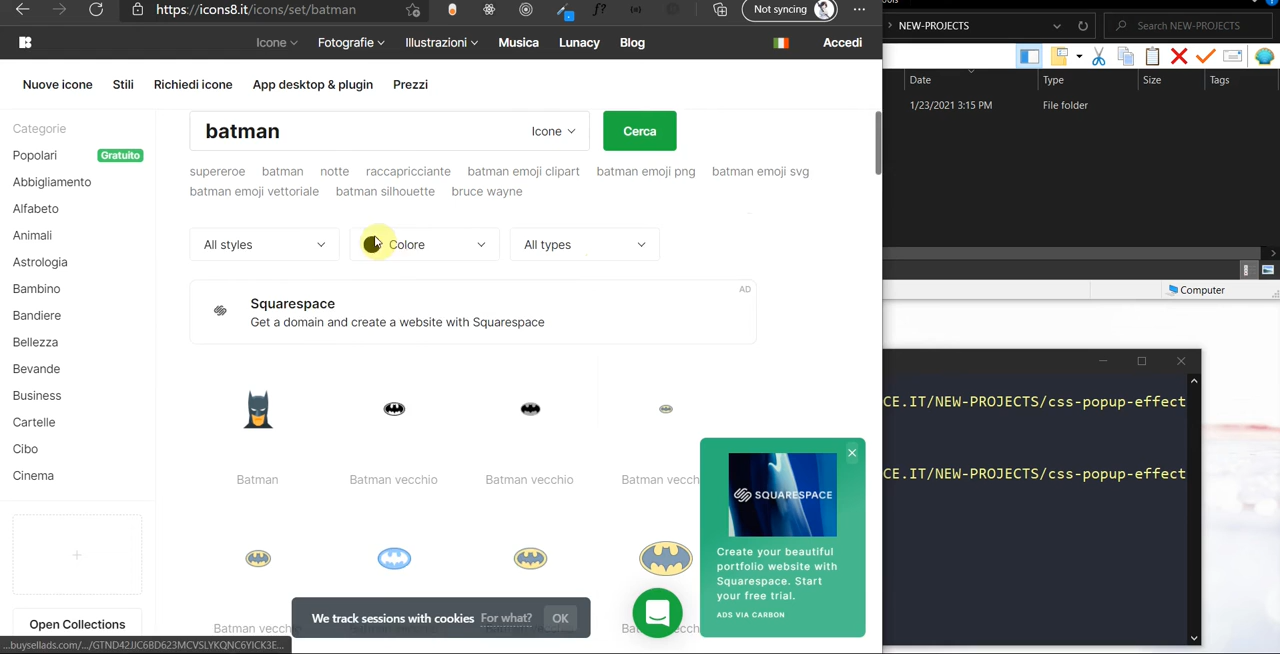 ools
https://icons8.it/icons/set/batman
Not syncing
NEW-PROJECTS
Search NEW-PROJECTS
Icone
Fotografie
Illustrazioni
Musica
Lunacy
Blog
Accedi
Date
Type
Size
Tags
Nuove icone
Stili
Richiedi icone
App desktop & plugin
Prezzi
1/23/2021 3:15 PM
File folder
Categorie
Popolari
Gratuito
Abbigliamento
Alfabeto
Animali
Astrologia
Bambino
Bandiere
Bellezza
Bevande
Business
Cartelle
Cibo
Cinema
Open Collections
batman
Icone
Cerca
supereroe batman notte raccapricciante batman emoji clipart batman emoji png batman emoji svg
batman emoji vettoriale batman silhouette bruce wayne
All styles
Colore
All types
AD
Squarespace
Get a domain and create a website with Squarespace
Batman
Batman vecchio
Batman vecchio
Batman vecch
Batman vecch
SQUARESPACE
Create your beautiful
portfolio website with
Squarespace. Start
your free trial.
ADS VIA CARBON
We track sessions with cookies
For what?
OK
Computer
CE.IT/NEW-PROJECTS/css-popup-effect
CE.IT/NEW-PROJECTS/css-popup-effect